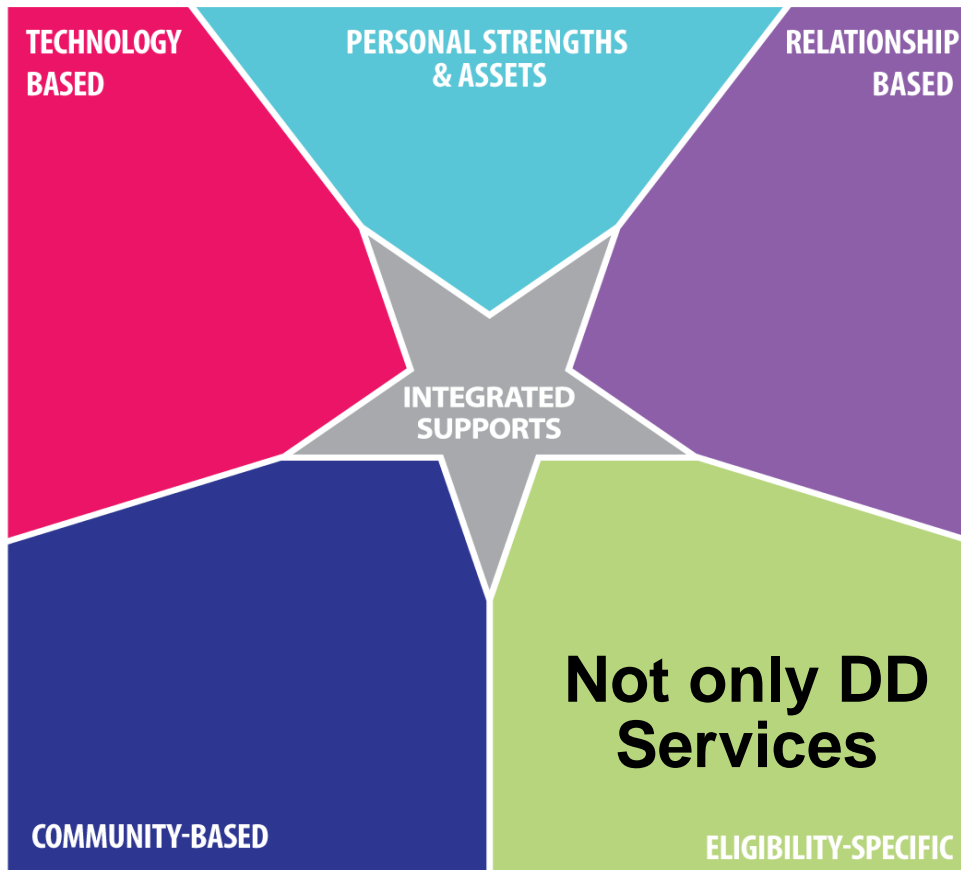 TECHNOLOGY
BASED
PERSONAL STRENGTHS
& ASSETS
RELATIONSHIP
BASED
INTEGRATED
SUPPORTS
Not only DD
Services
COMMUNITY-BASED
ELIGIBILITY-SPECIFIC